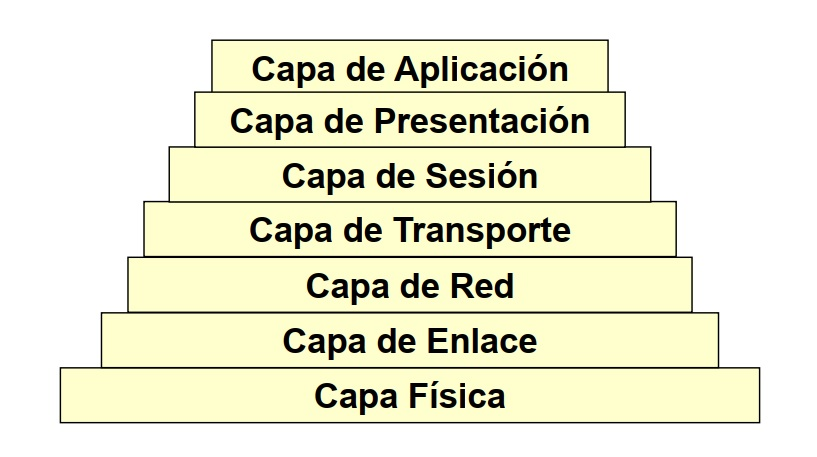 Capa de Aplicación
Capa de Presentación
Capa de Sesión
Capa de Transporte
Capa de Red
Capa de Enlace
Capa Física